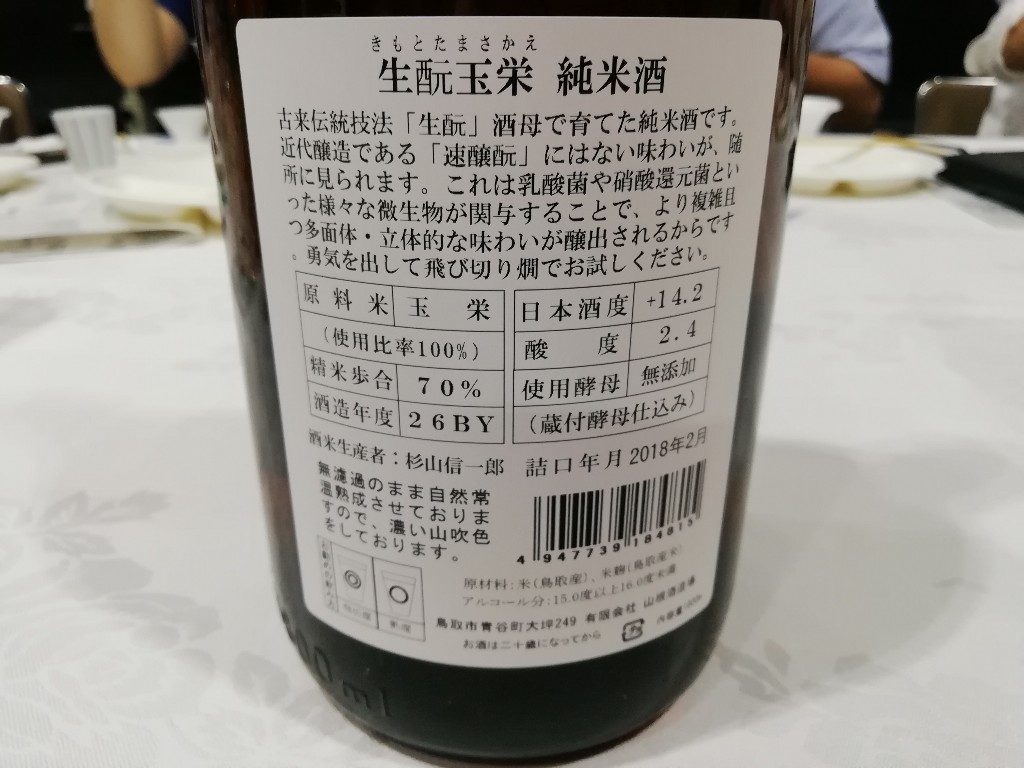 きもとたまさかえ
生酛玉栄 純米酒
古来伝統技法「生酛」酒母で育てた純米酒です。
近代醸造である「速醸酛」にはない味わいが、随
所に見られます。これは乳酸菌や硝酸還元菌とい
った様々な微生物が関与することで、より複雑且
つ多面体・立体的な味わいが醸出されるからです
。勇気を出して飛び切り燗でお試しください。
原料米 玉栄
(使用比率100%)
精米歩合 70%
酒造年度 26BY
日本酒度 +14.2
酸度 2.4
使用酵母 無添加
(蔵付酵母仕込み)
酒米生産者:杉山信一郎 詰口年月 2018年2月
無濾過のまま自然常
温熟成させておりま
すので、濃い山吹色
をしております。
4 947739 184815
原材料:米(鳥取産)、米麹(鳥取産米)
アルコール分:15.0度以上16.0度未満
鳥取市青谷町大坪249 有限会社 山根酒造場
お酒は二十歳になってから
00ml